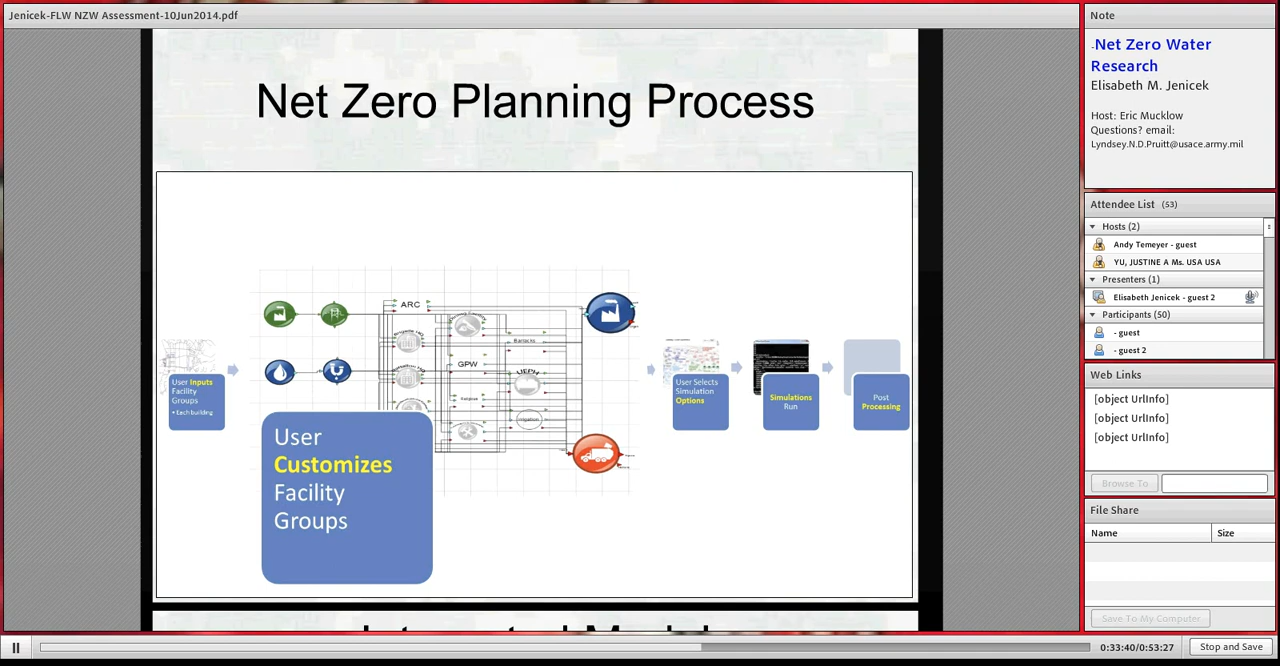 Jenicek-FLW NZW Assessment-10Jun2014.pdf
Net Zero Planning Process
User Inputs
Facility
Groups
• Each building
ARC
GPW
Barracks
UEPH
Irrigation
User
Customizes
Facility
Groups
User Selects
Simulation
Options
Simulations
Run
Post
Processing
Note
-Net Zero Water
Research
Elisabeth M. Jenicek
Host: Eric Mucklow
Questions? email:
Lyndsey.N.D.Pruitt@usace.army.mil
Attendee List (53)
Hosts (2)
Andy Temeyer - guest
YU, JUSTINE A Ms. USA USA
Presenters (1)
Elisabeth Jenicek - guest 2
Participants (50)
- guest
- guest 2
Web Links
[object UrlInfo]
[object UrlInfo]
[object UrlInfo]
Browse To
File Share
Name Size
Save To My Computer
0:33:40/0:53:27 Stop and Save